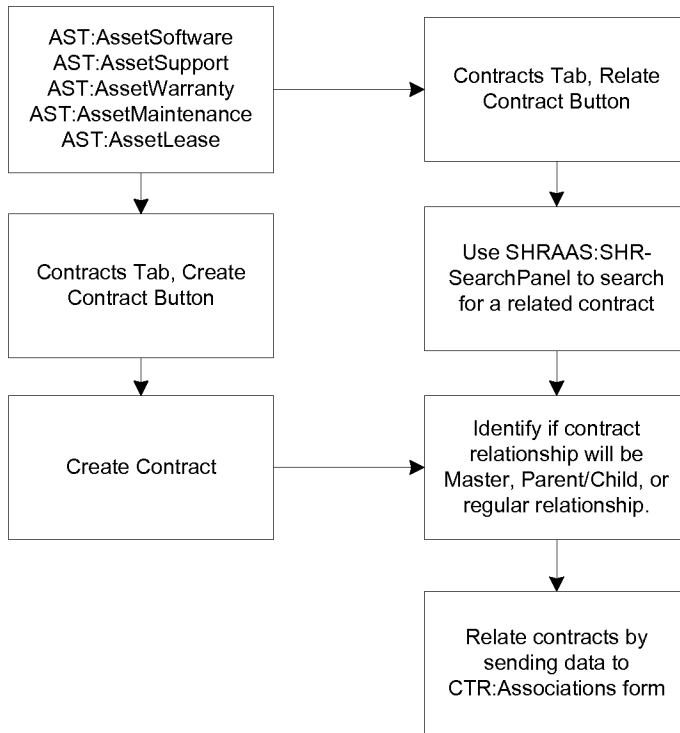 AST:AssetSoftware
AST:AssetSupport
AST:AssetWarranty
AST:AssetMaintenance
AST:AssetLease
Contracts Tab, Relate
Contract Button
Contracts Tab, Create
Contract Button
Use SHRAAS:SHR-
SearchPanel to search
for a related contract
Create Contract
Identify if contract
relationship will be
Master, Parent/Child, or
regular relationship.
Relate contracts by
sending data to
CTR:Associations form